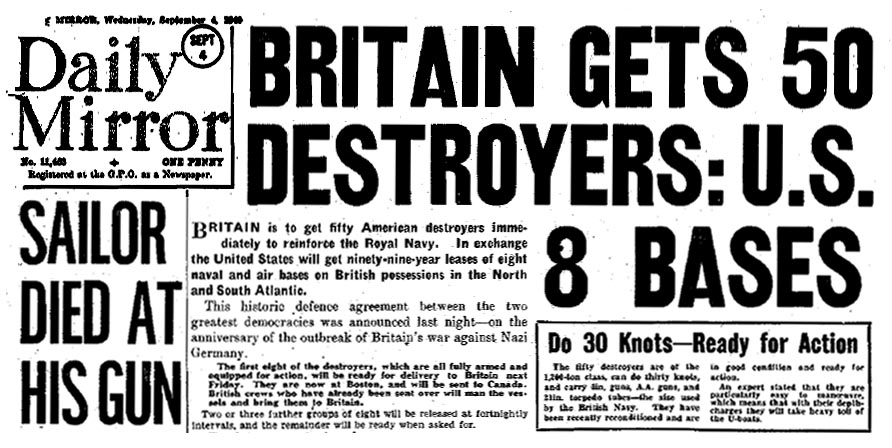 MIRROR, Wednesday, September 4, 1940
SEPT
4
Daily
Mirror
No. 11,463 + ONE PENNY
Registered at the G.P.O. as a Newspaper.
BRITAIN GETS 50
DESTROYERS: U.S.
8 BASES
SAILOR
DIED AT
HIS GUN
BRITAIN is to get fifty American destroyers imme-
diately to reinforce the Royal Navy. In exchange
the United States will get ninety-nine-year leases of eight
naval and air bases on British possessions in the North
and South Atlantic.
This historic defence agreement between the two
greatest democracies was announced last night—on the
anniversary of the outbreak of Britain's war against Nazi
Germany.
The first eight of the destroyers, which are all fully armed and
equipped for action, will be ready for delivery to Britain next
Friday. They are now at Boston, and will be sent to Canada.
British crews who have already been sent over will man the ves-
sels and bring them to Britain.
Two or three further groups of eight will be released at fortnightly
intervals, and the remainder will be ready when asked for.
Do 30 Knots—Ready for Action
The fifty destroyers are of the
1,200-ton class, can do thirty knots,
and carry 4in. guns, A.A. guns, and
21in. torpedo tubes—the size used
by the British Navy. They have
been recently reconditioned and are
in good condition and ready for
action.
An expert stated that they are
particularly easy to manœuvre,
which means that with their depth-
charges they will take heavy toll of
the U-boats.